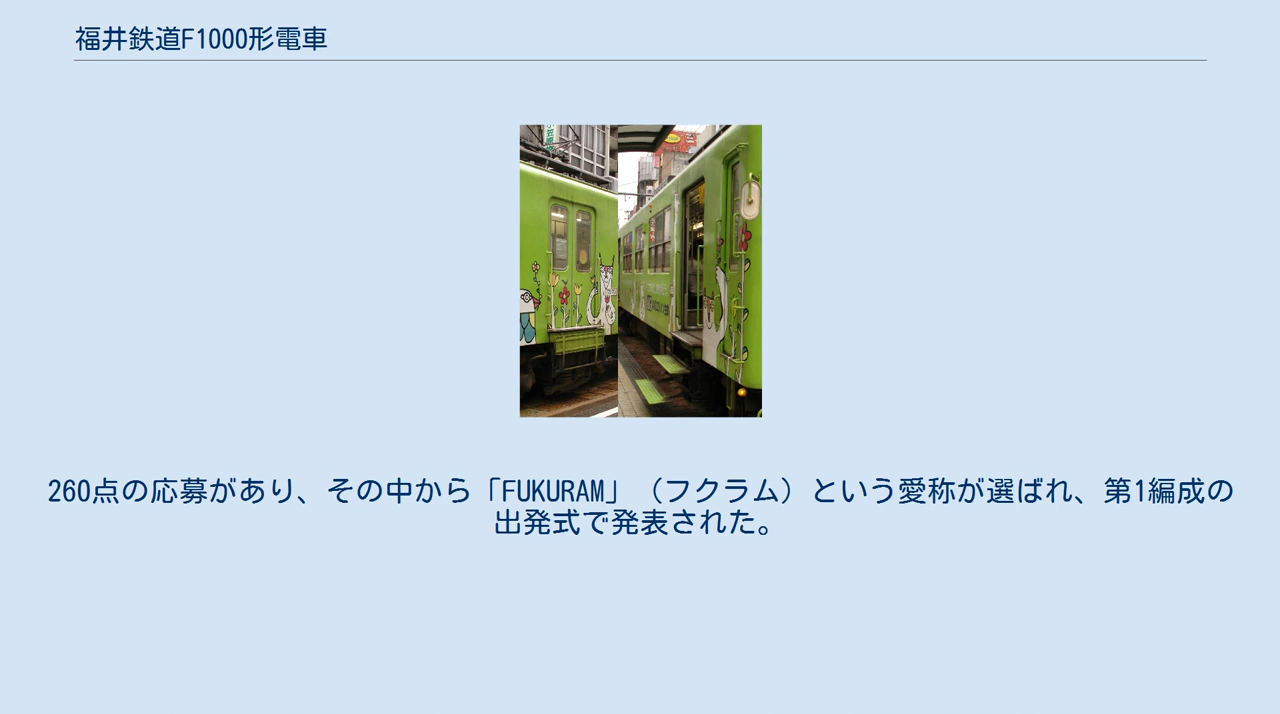 福井鉄道F1000形電車
260点の応募があり、その中から「FUKURAM」（フクラム）という愛称が選ばれ、第1編成の
出発式で発表された。